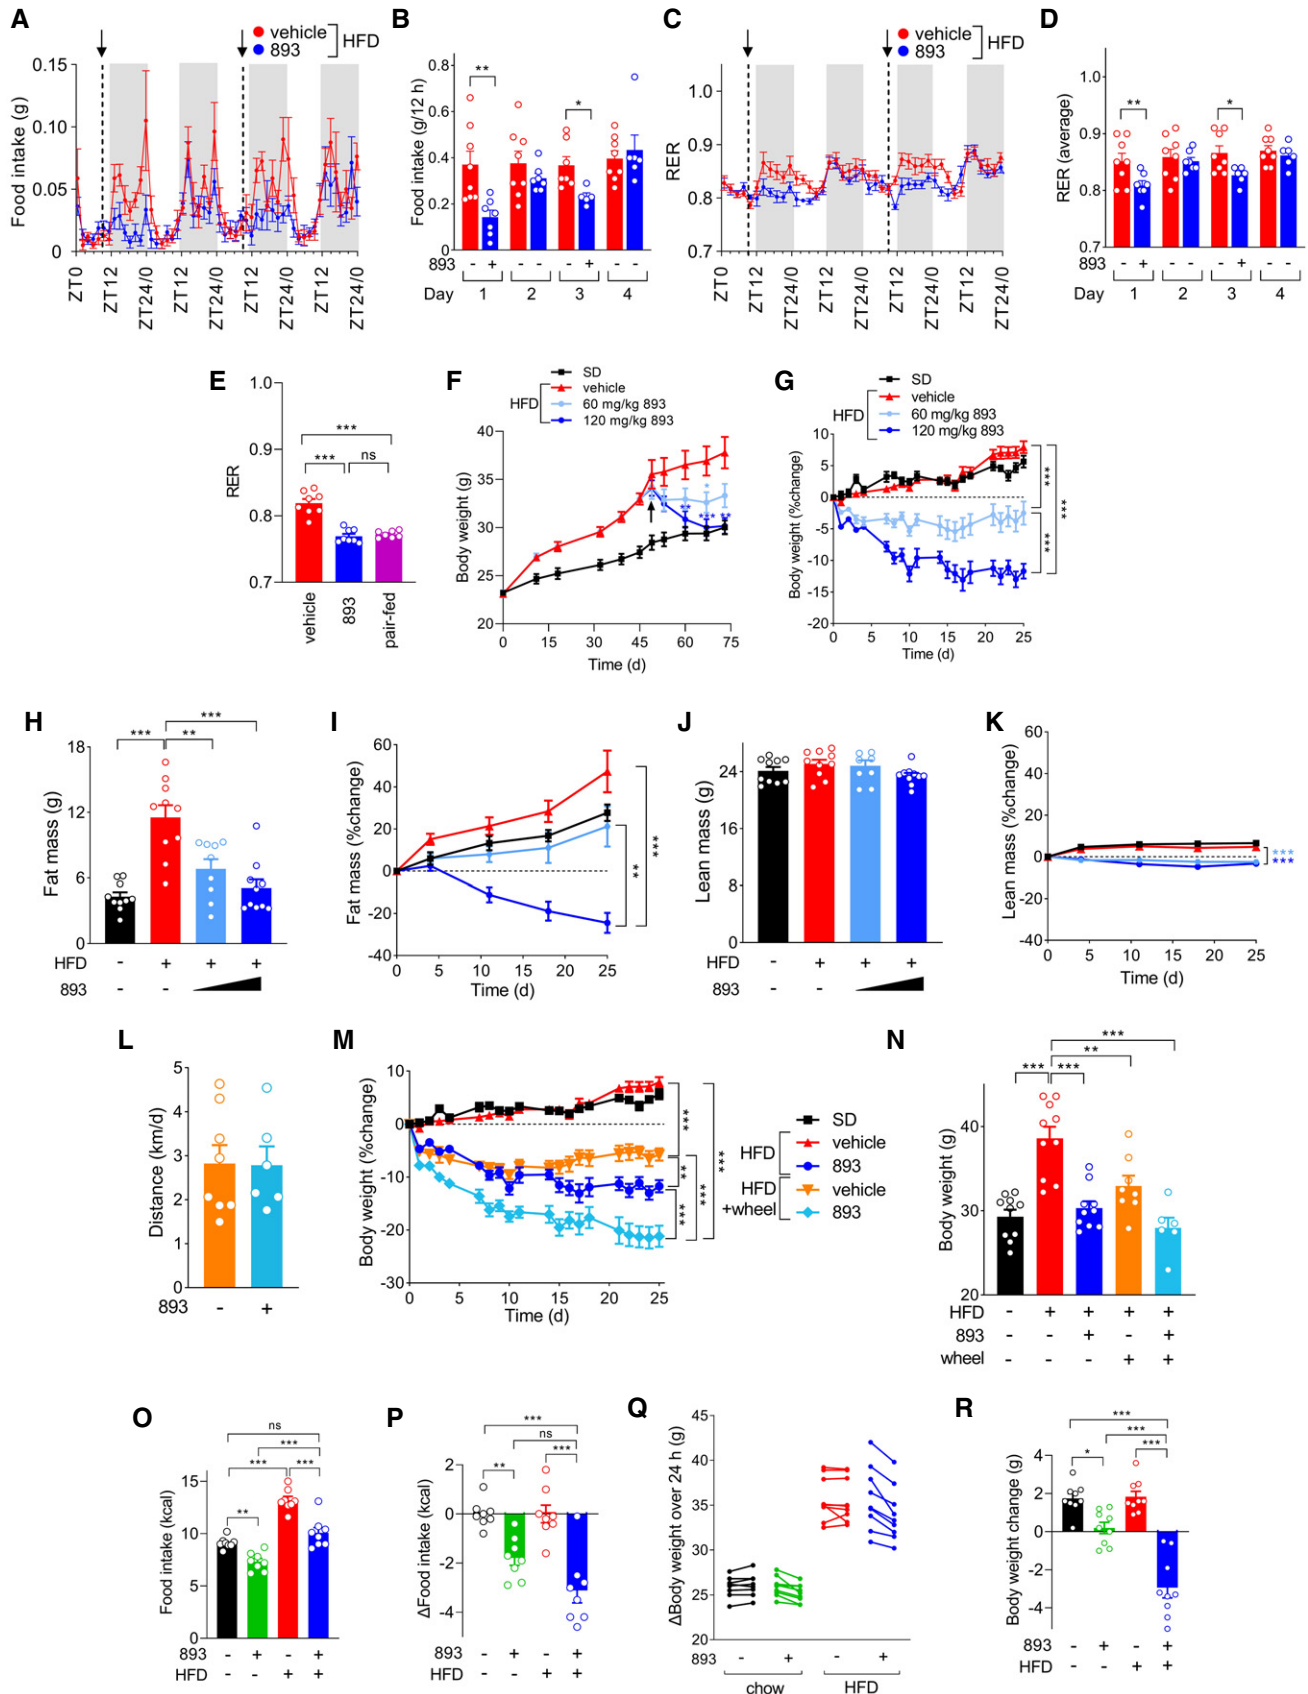 A
vehicle
893
HFD
Food intake (g)
0.15
0.10
0.05
0
ZT0
ZT12
ZT24/0
ZT12
ZT24/0
ZT12
ZT24/0
ZT12
ZT24/0
B
Food intake (g/12 h)
0.8
0.6
0.4
0.2
0
**
*
893 - + - - - + - -
Day 1 2 3 4
C
vehicle
893
HFD
RER
1.0
0.9
0.8
0.7
ZT0
ZT12
ZT24/0
ZT12
ZT24/0
ZT12
ZT24/0
ZT12
ZT24/0
D
RER (average)
1.0
0.9
0.8
0.7
**
*
893 - + - - - + - -
Day 1 2 3 4
E
RER
1.0
0.9
0.8
0.7
***
*** ns
vehicle
893
pair-fed
F
SD
HFD
vehicle
60 mg/kg 893
120 mg/kg 893
Body weight (g)
40
35
30
25
20
*
** *** **
0 15 30 45 60 75
Time (d)
G
SD
HFD
vehicle
60 mg/kg 893
120 mg/kg 893
Body weight (%change)
10
5
0
-5
-10
-15
-20
***
***
***
0 5 10 15 20 25
Time (d)
H
Fat mass (g)
18
12
6
0
***
*** **
HFD - + + +
893 - -
I
Fat mass (%change)
60
40
20
0
-20
-40
**
***
0 5 10 15 20 25
Time (d)
J
Lean mass (g)
24
16
8
0
HFD - + + +
893 - -
K
Lean mass (%change)
60
40
20
0
-20
-40
***
***
0 5 10 15 20 25
Time (d)
L
Distance (km/d)
5
4
3
2
1
0
893 - +
M
Body weight (%change)
10
0
-10
-20
-30
***
**
***
***
***
0 5 10 15 20 25
Time (d)
SD
HFD
vehicle
893
HFD
+wheel
vehicle
893
N
Body weight (g)
40
30
20
***
**
*** ***
HFD - + + + +
893 - - + - +
wheel - - - + +
O
Food intake (kcal)
15
10
5
0
ns
***
*** ***
**
893 - + - +
HFD - - + +
P
ΔFood intake (kcal)
2
0
-2
-4
***
ns
***
**
893 - + - +
HFD - - + +
Q
ΔBody weight over 24 h (g)
45
40
35
30
25
20
893 - + - +
chow HFD
R
Body weight change (g)
4
2
0
-2
-4
***
***
* ***
893 - + - +
HFD - - + +